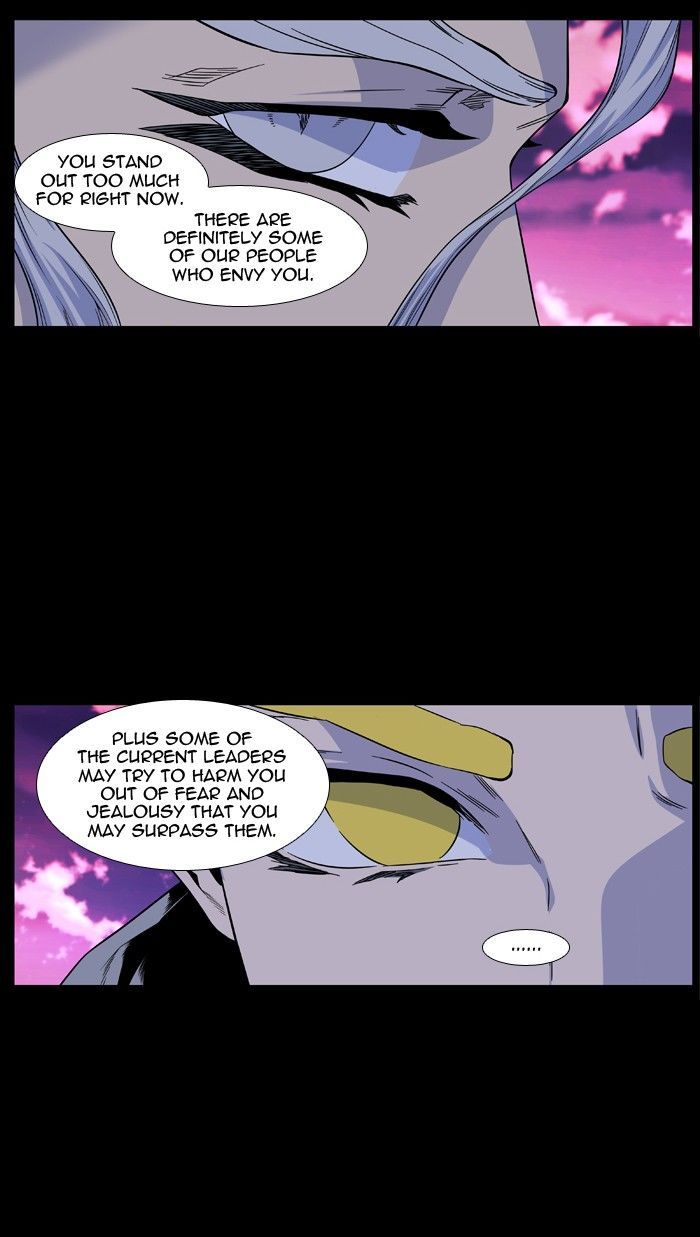 YOU STAND
OUT TOO MUCH
FOR RIGHT NOW.
THERE ARE
DEFINITELY SOME
OF OUR PEOPLE
WHO ENVY YOU.
PLUS SOME OF
THE CURRENT LEADERS
MAY TRY TO HARM YOU
OUT OF FEAR AND
JEALOUSY THAT YOU
MAY SURPASS THEM.
......